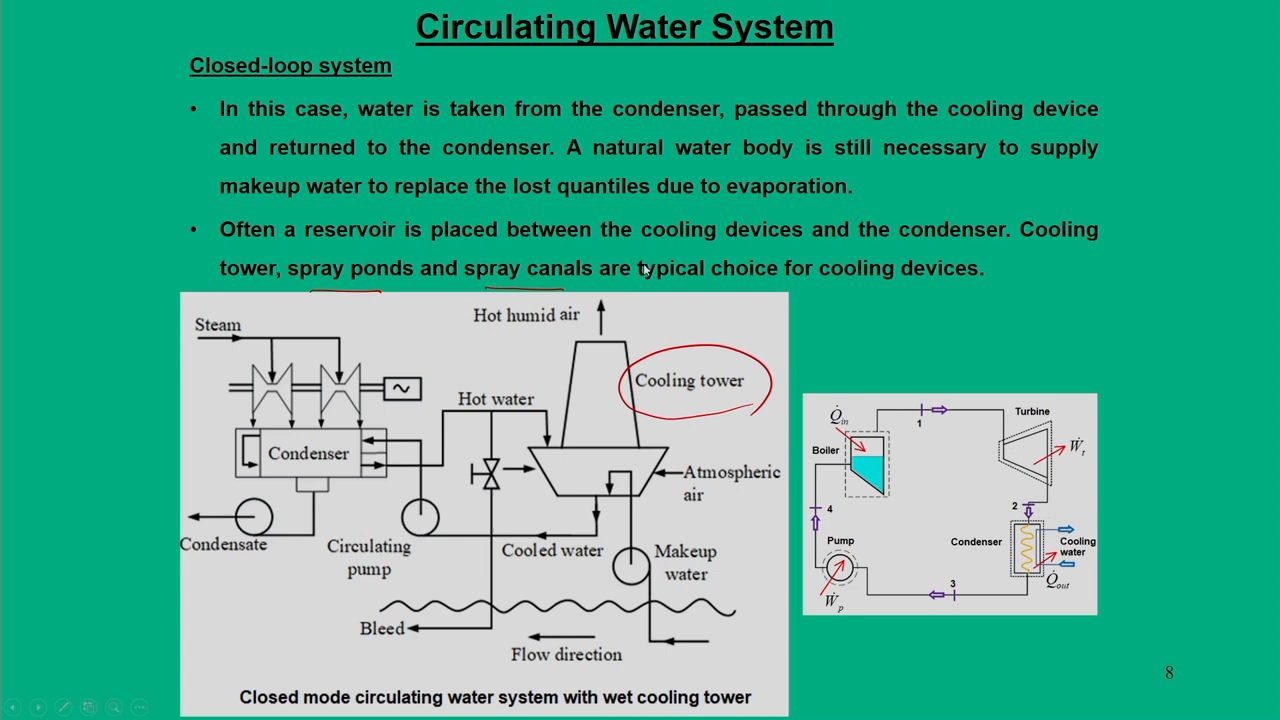 Circulating Water System
Closed-loop system
• In this case, water is taken from the condenser, passed through the cooling device
and returned to the condenser. A natural water body is still necessary to supply
makeup water to replace the lost quantiles due to evaporation.
• Often a reservoir is placed between the cooling devices and the condenser. Cooling
tower, spray ponds and spray canals are typical choice for cooling devices.
Steam
Hot humid air
Cooling tower
Hot water
Condenser
Atmospheric
air
Condensate
Circulating
pump
Cooled water
Makeup
water
Bleed
Flow direction
Closed mode circulating water system with wet cooling tower
Q̇in
1
Turbine
Boiler
Ẇt
2
4
Pump
Condenser
Cooling
water
Q̇out
3
Ẇp
8